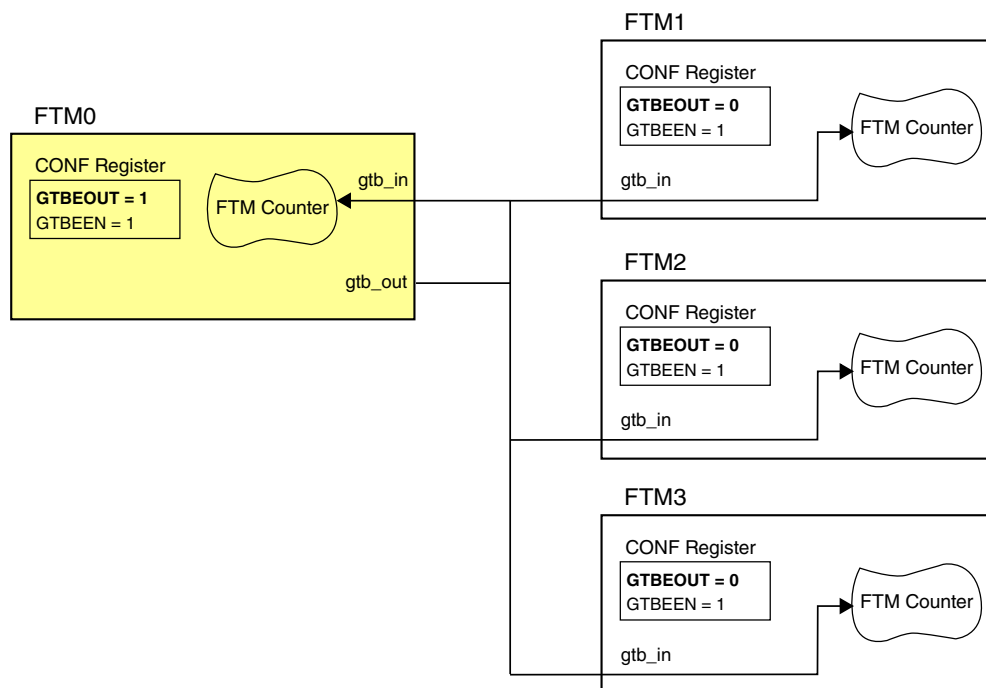 FTM0
CONF Register
GTBEOUT = 1
GTBEEN = 1
FTM Counter
gtb_in
gtb_out
FTM1
CONF Register
GTBEOUT = 0
GTBEEN = 1
FTM Counter
gtb_in
FTM2
CONF Register
GTBEOUT = 0
GTBEEN = 1
FTM Counter
gtb_in
FTM3
CONF Register
GTBEOUT = 0
GTBEEN = 1
FTM Counter
gtb_in